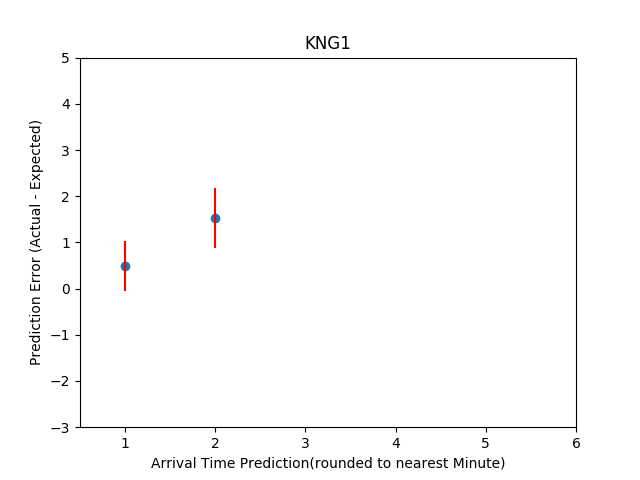 KNG1
Prediction Error (Actual - Expected)
5
4
3
2
1
0
−1
−2
−3
1 2 3 4 5 6
Arrival Time Prediction(rounded to nearest Minute)